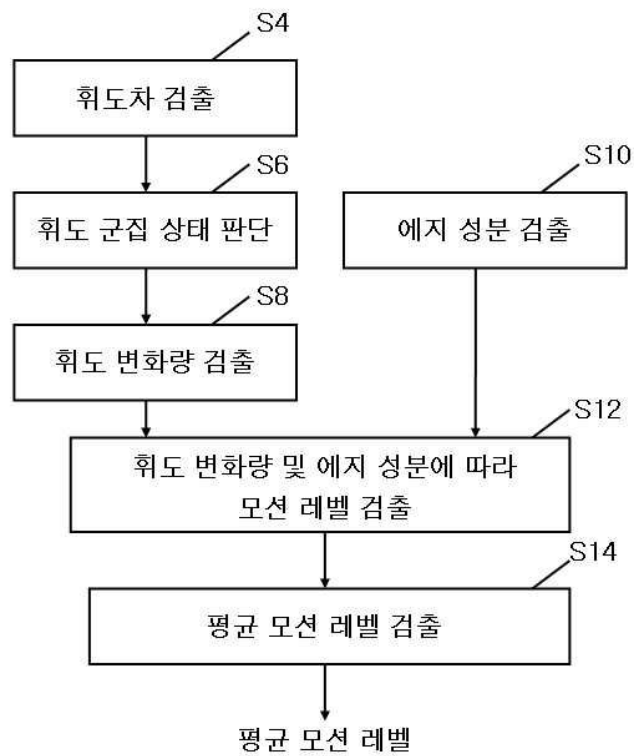 S4
휘도차 검출
S6
휘도 군집 상태 판단
S10
에지 성분 검출
S8
휘도 변화량 검출
S12
휘도 변화량 및 에지 성분에 따라
모션 레벨 검출
S14
평균 모션 레벨 검출
평균 모션 레벨